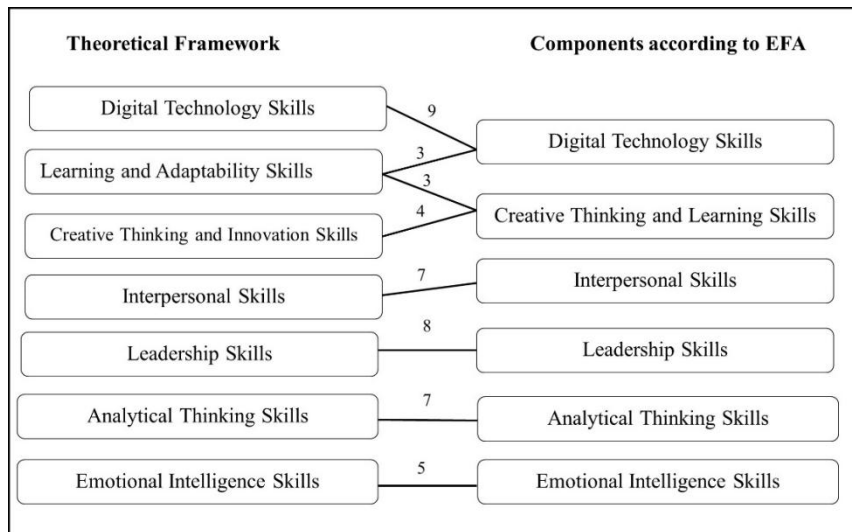 Theoretical Framework
Components according to EFA
Digital Technology Skills
9
Digital Technology Skills
Learning and Adaptability Skills
3
3
Creative Thinking and Learning Skills
Creative Thinking and Innovation Skills
4
Interpersonal Skills
7
Interpersonal Skills
Leadership Skills
8
Leadership Skills
Analytical Thinking Skills
7
Analytical Thinking Skills
Emotional Intelligence Skills
5
Emotional Intelligence Skills